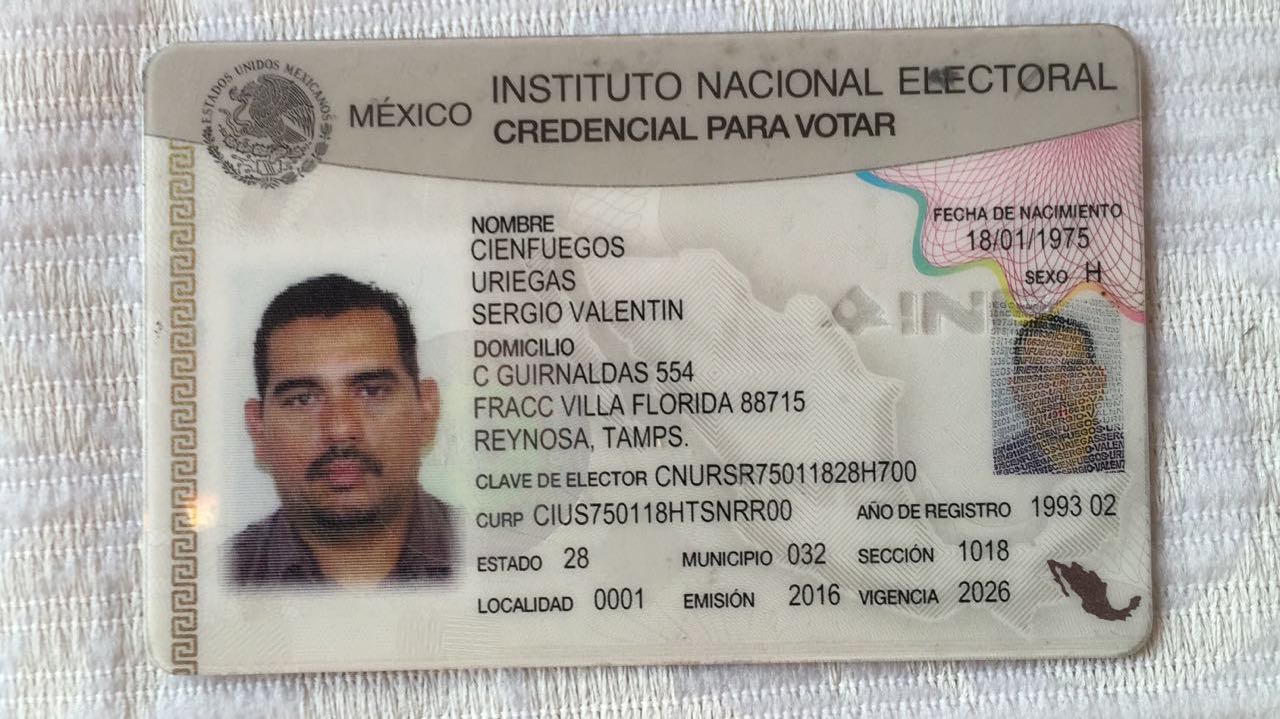 ESTADOS UNIDOS MEXICANOS
MÉXICO
INSTITUTO NACIONAL ELECTORAL
CREDENCIAL PARA VOTAR
NOMBRE
CIENFUEGOS
URIEGAS
SERGIO VALENTIN
FECHA DE NACIMIENTO
18/01/1975
SEXO H
INE
DOMICILIO
C GUIRNALDAS 554
FRACC VILLA FLORIDA 88715
REYNOSA, TAMPS.
CLAVE DE ELECTOR CNURSR75011828H700
CURP CIUS750118HTSNRR00 AÑO DE REGISTRO 1993 02
ESTADO 28 MUNICIPIO 032 SECCIÓN 1018
LOCALIDAD 0001 EMISIÓN 2016 VIGENCIA 2026